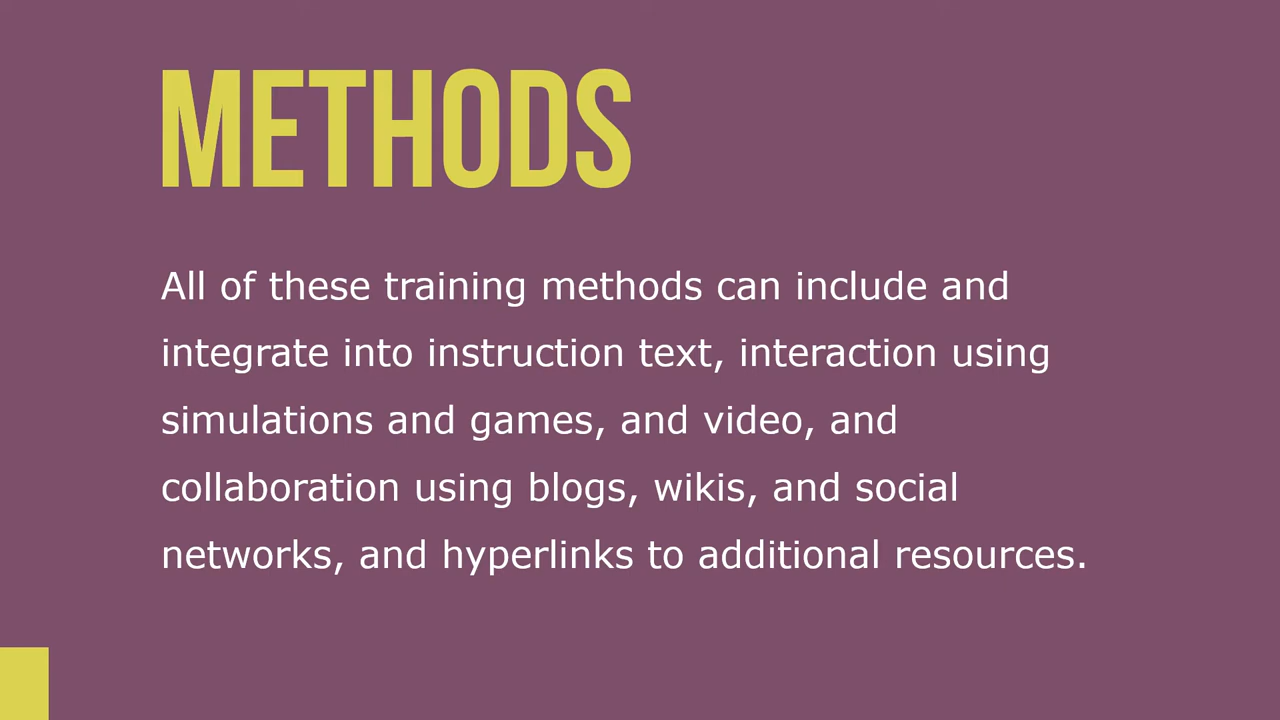 METHODS
All of these training methods can include and
integrate into instruction text, interaction using
simulations and games, and video, and
collaboration using blogs, wikis, and social
networks, and hyperlinks to additional resources.